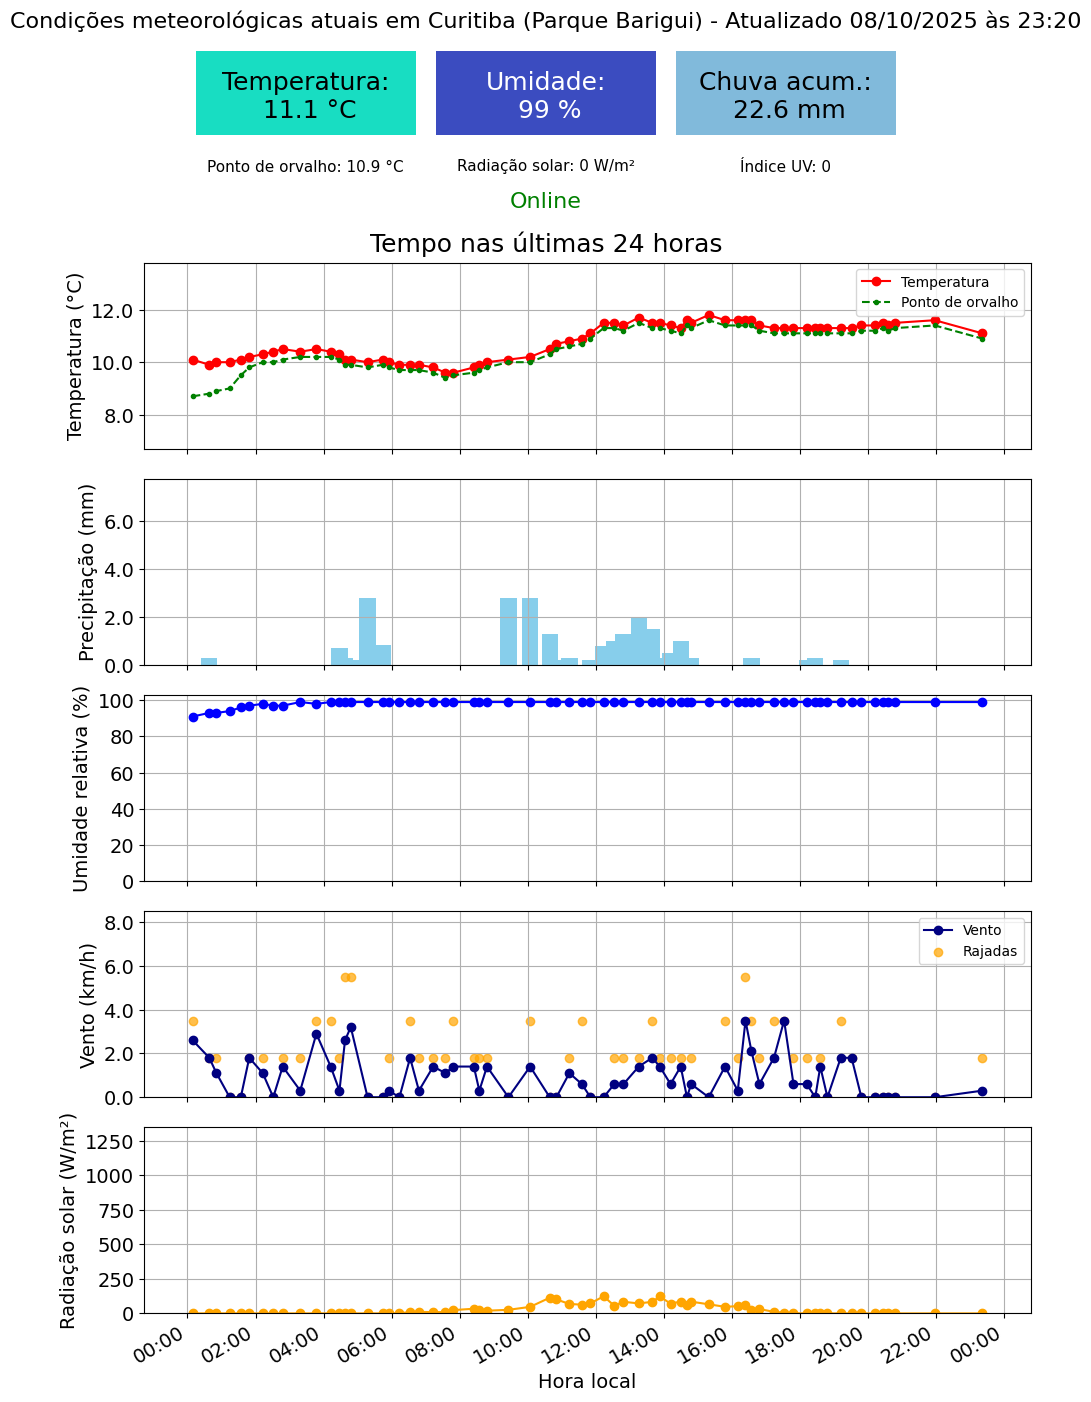 Condições meteorológicas atuais em Curitiba (Parque Barigui) - Atualizado 08/10/2025 às 23:20
Temperatura:
11.1 °C
Umidade:
99 %
Chuva acum.:
22.6 mm
Ponto de orvalho: 10.9 °C
Radiação solar: 0 W/m²
Índice UV: 0
Online
Tempo nas últimas 24 horas
Temperatura (°C)
12.0
10.0
8.0
Temperatura
Ponto de orvalho
Precipitação (mm)
6.0
4.0
2.0
0.0
Umidade relativa (%)
100
80
60
40
20
0
Vento (km/h)
8.0
6.0
4.0
2.0
0.0
Vento
Rajadas
Radiação solar (W/m²)
1250
1000
750
500
250
0
00:00
02:00
04:00
06:00
08:00
10:00
12:00
14:00
16:00
18:00
20:00
22:00
00:00
Hora local